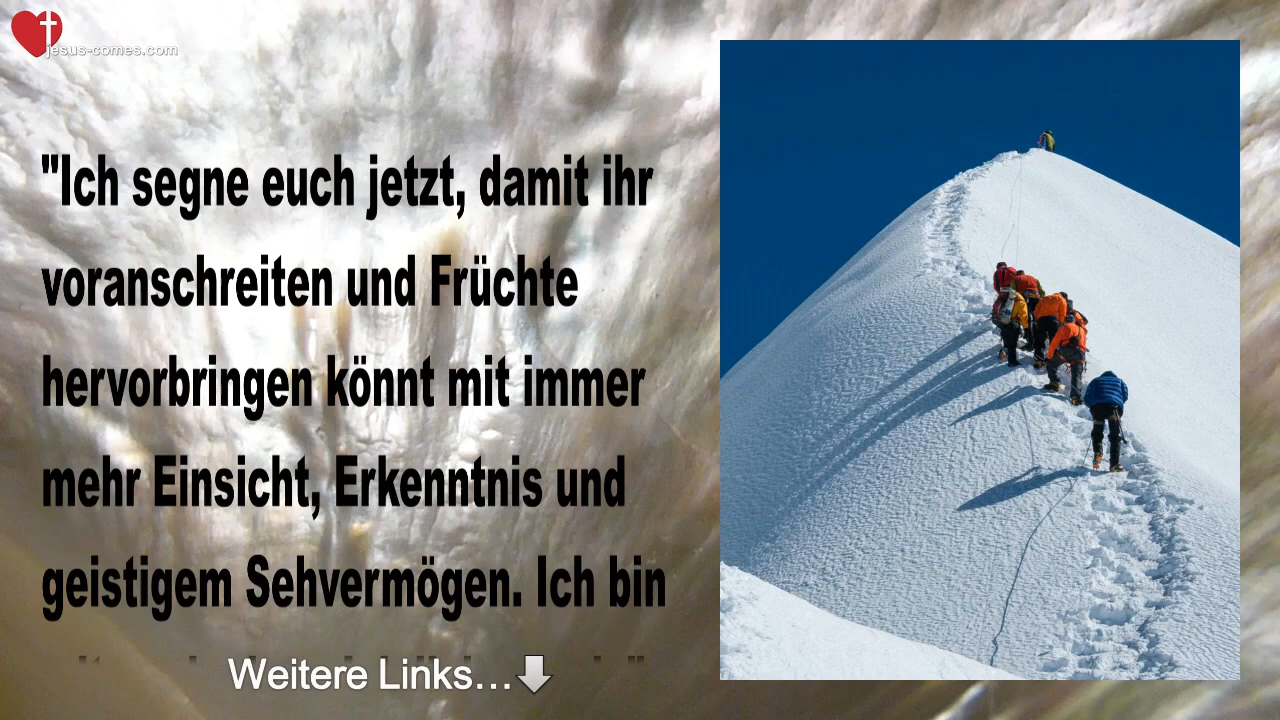 jesus-comes.com
"Ich segne euch jetzt, damit ihr
voranschreiten und Früchte
hervorbringen könnt mit immer
mehr Einsicht, Erkenntnis und
geistigem Sehvermögen. Ich bin
Weitere Links...